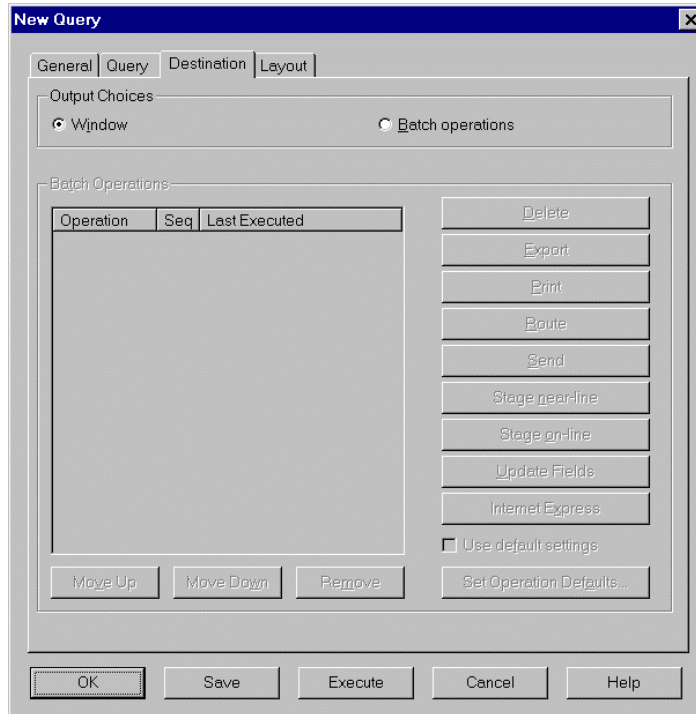 New Query
General Query Destination Layout
Output Choices
Window Batch operations
Batch Operations
Operation Seq Last Executed
Delete
Export
Print
Route
Send
Stage near-line
Stage on-line
Update Fields
Internet Express
Use default settings
Move Up Move Down Remove Set Operation Defaults...
OK Save Execute Cancel Help